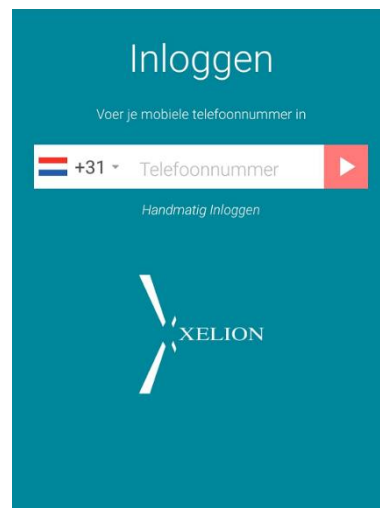 Inloggen
Voer je mobiele telefoonnummer in
+31 Telefoonnummer
Handmatig Inloggen
XELION